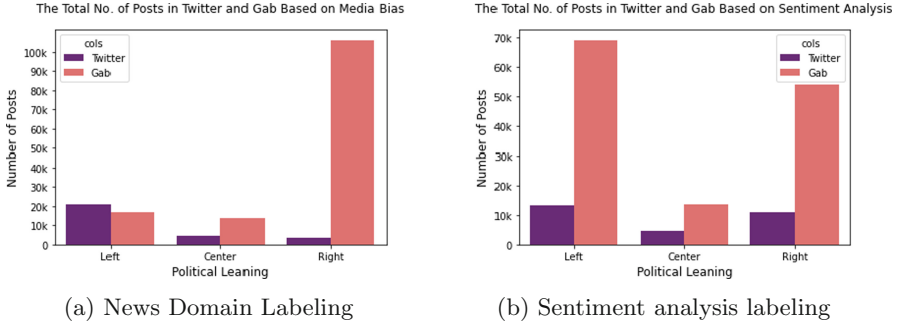 The Total No. of Posts in Twitter and Gab Based on Media Bias
cols
Twitter
Gab
100k
90k
80k
70k
60k
50k
40k
30k
20k
10k
0
Number of Posts
Left
Center
Right
Political Leaning
(a) News Domain Labeling
The Total No. of Posts in Twitter and Gab Based on Sentiment Analysis
cols
Twitter
Gab
70k
60k
50k
40k
30k
20k
10k
0
Number of Posts
Left
Center
Right
Political Leaning
(b) Sentiment analysis labeling